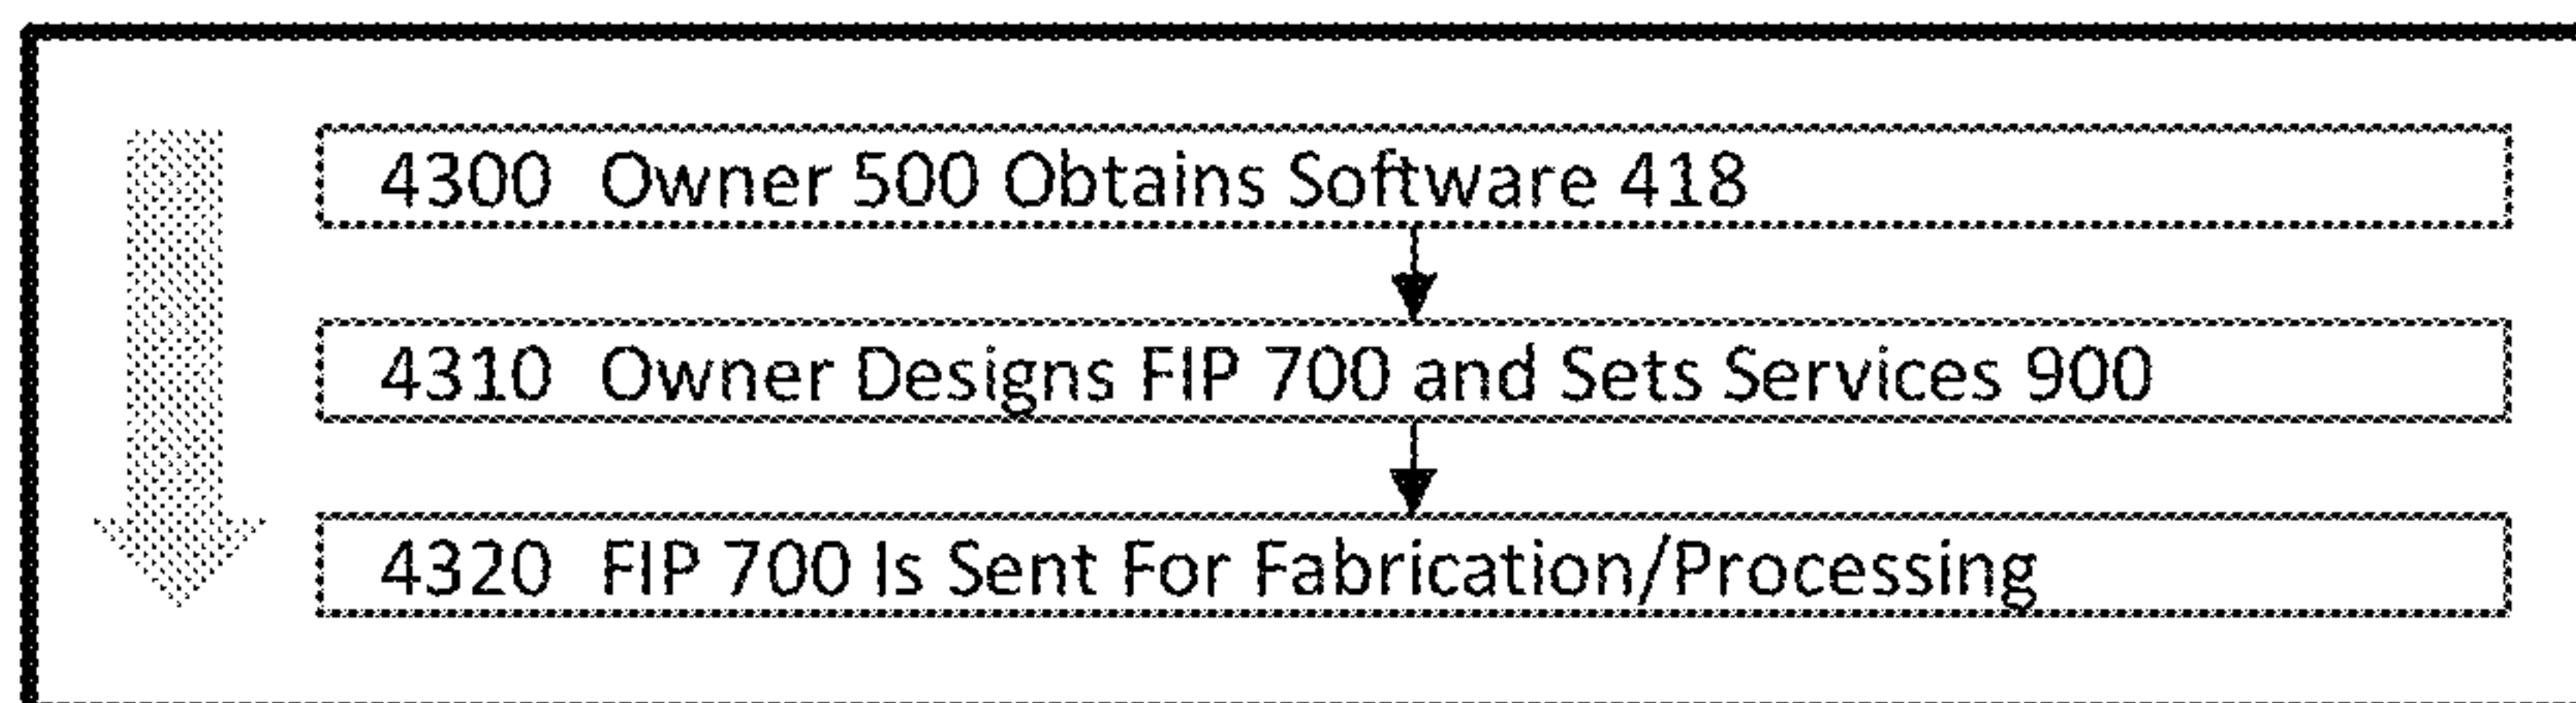 4300 Owner 500 Obtains Software 418
4310 Owner Designs FIP 700 and Sets Services 900
4320 FIP 700 Is Sent For Fabrication/Processing